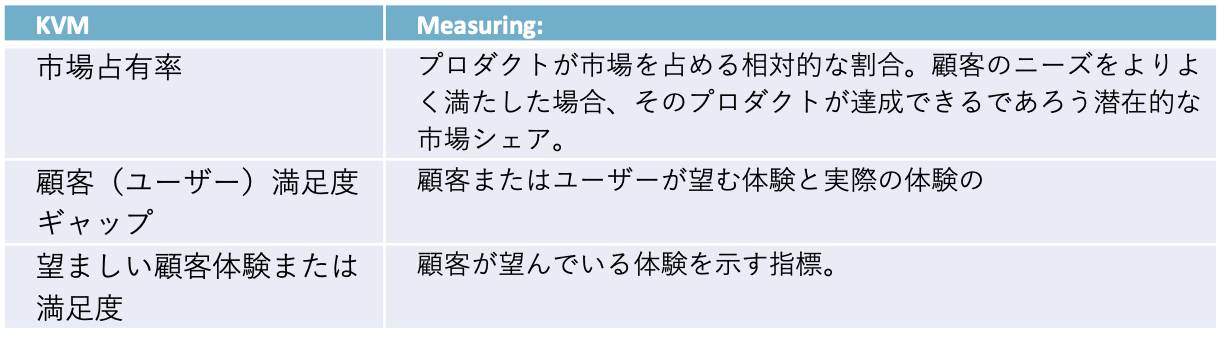 KVM
Measuring:
市場占有率
プロダクトが市場を占める相対的な割合。顧客のニーズをよりよ
く満たした場合、そのプロダクトが達成できるであろう潜在的な
市場シェア。
顧客（ユーザー）満足度
ギャップ
顧客またはユーザーが望む体験と実際の体験の
望ましい顧客体験または
満足度
顧客が望んでいる体験を示す指標。